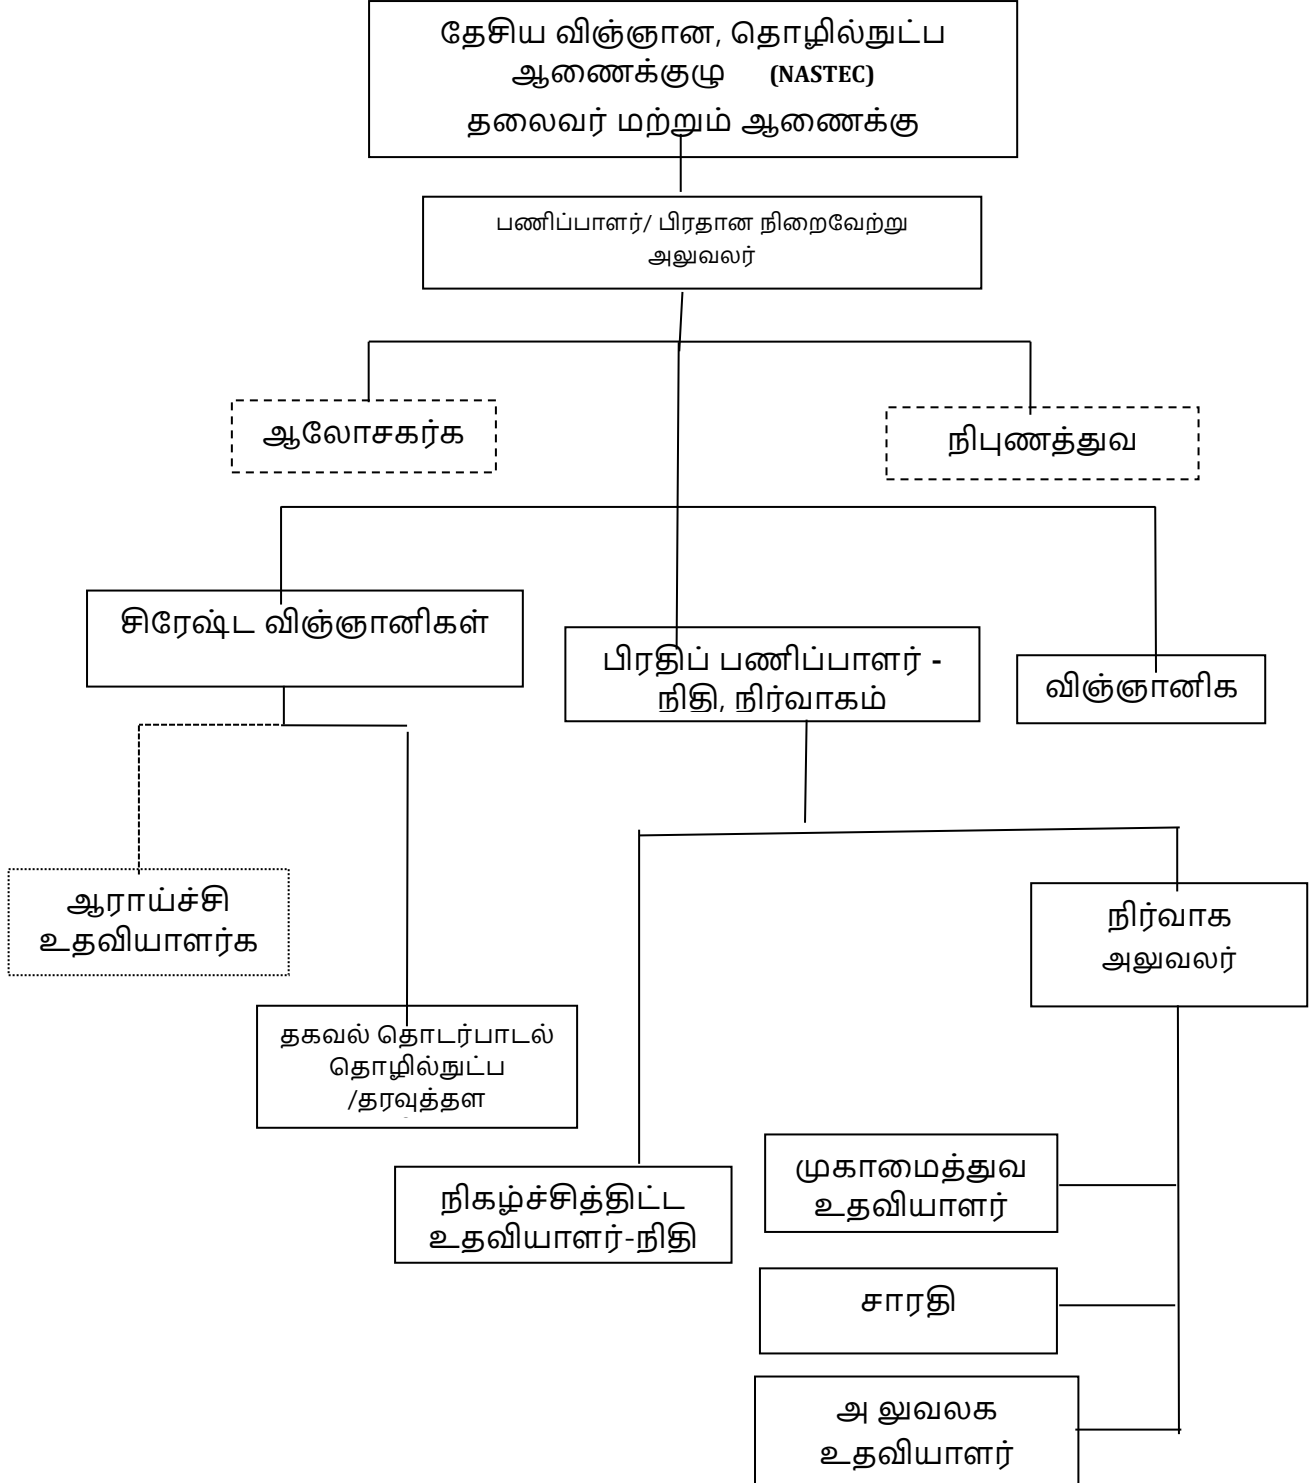 தேசிய விஞ்ஞான, தொழில்நுட்ப
ஆணைக்குழு (NASTEC)
தலைவர் மற்றும் ஆணைக்கு
பணிப்பாளர்/ பிரதான நிறைவேற்று
அலுவலர்
ஆலோசகர்க
நிபுணத்துவ
சிரேஷ்ட விஞ்ஞானிகள்
பிரதிப் பணிப்பாளர் -
நிதி, நிர்வாகம்
விஞ்ஞானிக
ஆராய்ச்சி
உதவியாளர்க
நிர்வாக
அலுவலர்
தகவல் தொடர்பாடல்
தொழில்நுட்ப
/தரவுத்தள
நிகழ்ச்சித்திட்ட
உதவியாளர்-நிதி
முகாமைத்துவ
உதவியாளர்
சாரதி
அ லுவலக
உதவியாளர்